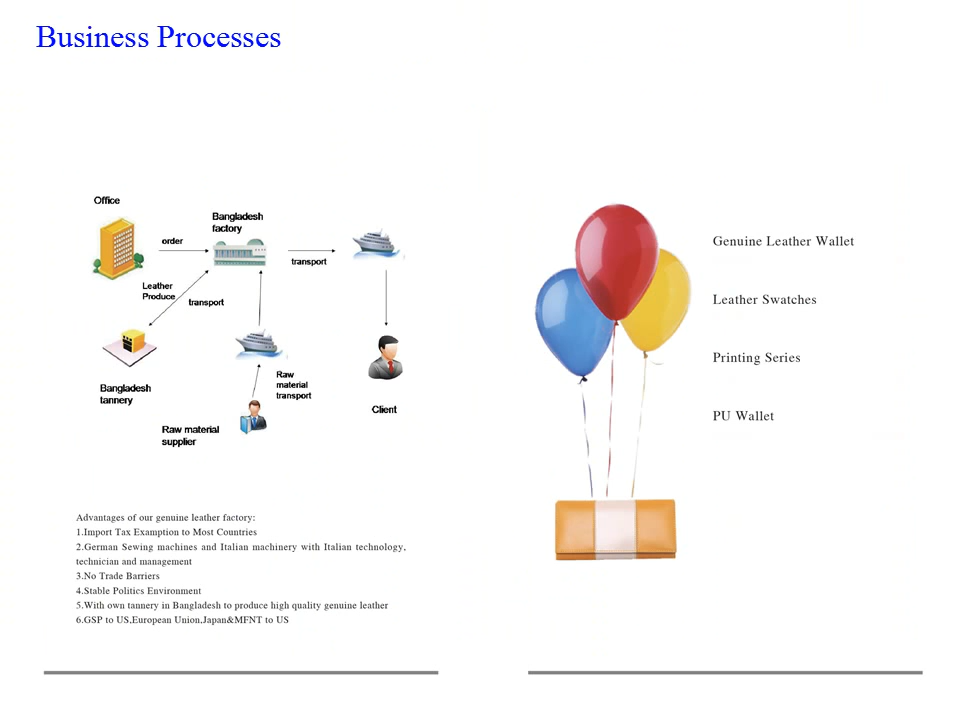 Business Processes
Office
Bangladesh
factory
order
transport
Leather
Produce
transport
Bangladesh
tannery
Raw
material
transport
Raw material
supplier
Client
Advantages of our genuine leather factory:
1.Import Tax Examption to Most Countries
2.German Sewing machines and Italian machinery with Italian technology,
technician and management
3.No Trade Barriers
4.Stable Politics Environment
5.With own tannery in Bangladesh to produce high quality genuine leather
6.GSP to US,European Union,Japan&MFNT to US
Genuine Leather Wallet
Leather Swatches
Printing Series
PU Wallet